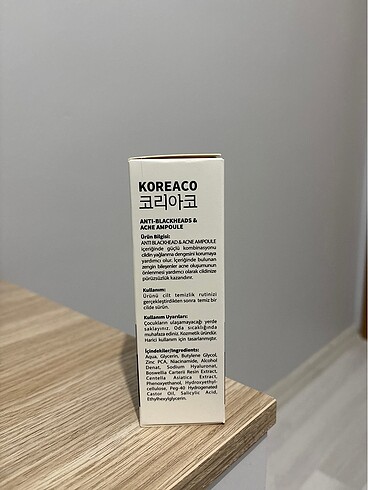 KOREACO
코리아코
ANTI-BLACKHEADS &
ACNE AMPOULE
Ürün Bilgisi:
ANTI BLACKHEAD & ACNE AMPOULE
içeriğinde güçlü kombinasyonu
cildin yağlanma dengesini korumaya
yardımcı olur. İçeriğinde bulunan
zengin bileşenler acne oluşumunun
önlenmesi yardımcı olarak cildinize
pürüzsüzlük kazandırır.
Kullanım:
Ürünü cilt temizlik rutinizi
gerçekleştirdikten sonra temiz bir
cilde sürün.
Kullanım Uyarıları:
Çocukların ulaşamayacağı yerde
saklayınız. Oda sıcaklığında
muhafaza ediniz. Kozmetik üründür.
Harici kullanım için tasarlanmıştır.
İçindekiler/Ingredients:
Aqua, Glycerin, Butylene Glycol,
Zinc PCA, Niacinamide, Alcohol
Denat, Sodium Hyaluronat,
Boswellia Carterii Resin Extract,
Centella Asiatica Extract,
Phenoxyethanol, Hydroxyethyl-
cellulose, Peg-40 Hydrogenated
Castor Oil, Salicylic Acid,
Ethylhexylglycerin.